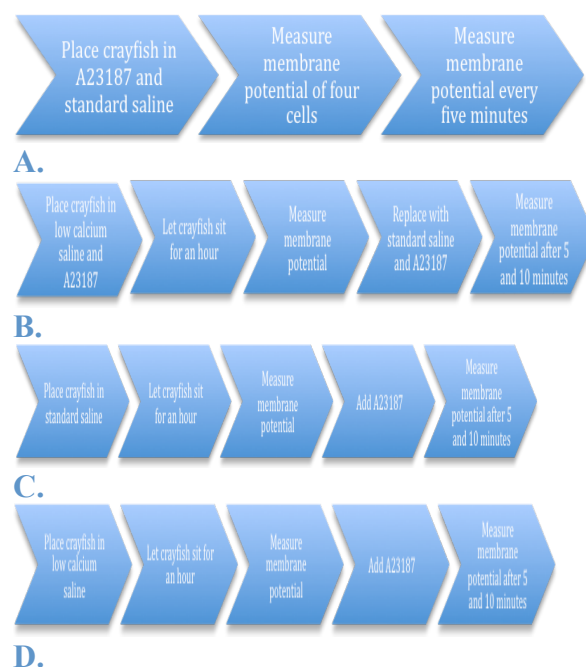 Place crayfish in
A23187 and
standard saline
Measure
membrane
potential of four
cells
Measure
membrane
potential every
five minutes
A.
Place crayfish in
low calcium
saline and
A23187
Let crayfish sit
for an hour
Measure
membrane
potential
Replace with
standard saline
and A23187
Measure
membrane
potential after 5
and 10 minutes
B.
Place crayfish in
standard saline
Let crayfish sit
for an hour
Measure
membrane
potential
Add A23187
Measure
membrane
potential after 5
and 10 minutes
C.
Place crayfish in
low calcium
saline
Let crayfish sit for
an hour
Measure
membrane
potential
Add A23187
Measure
membrane
potential after 5
and 10 minutes
D.